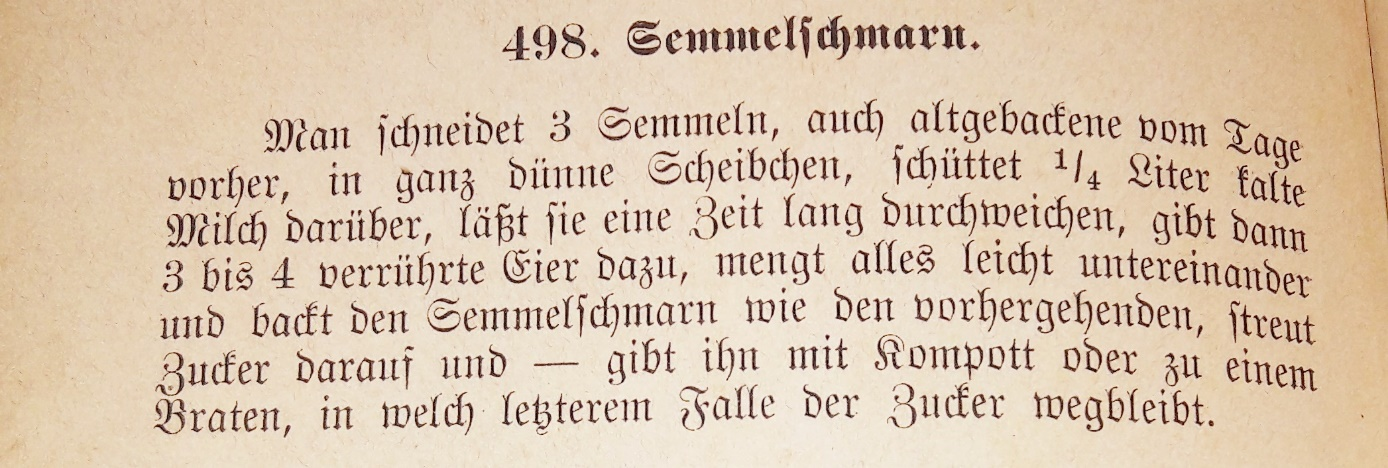 498. Semmelschmarn.
Man schneidet 3 Semmeln, auch altgebackene vom Tage
vorher, in ganz dünne Scheibchen, schüttet 1/4 Liter kalte
Milch darüber, läßt sie eine Zeit lang durchweichen, gibt dann
3 bis 4 verrührte Eier dazu, mengt alles leicht untereinander
und backt den Semmelschmarn wie den vorhergehenden, streut
Zucker darauf und — gibt ihn mit Kompott oder zu einem
Braten, in welch letzterem Falle der Zucker wegbleibt.